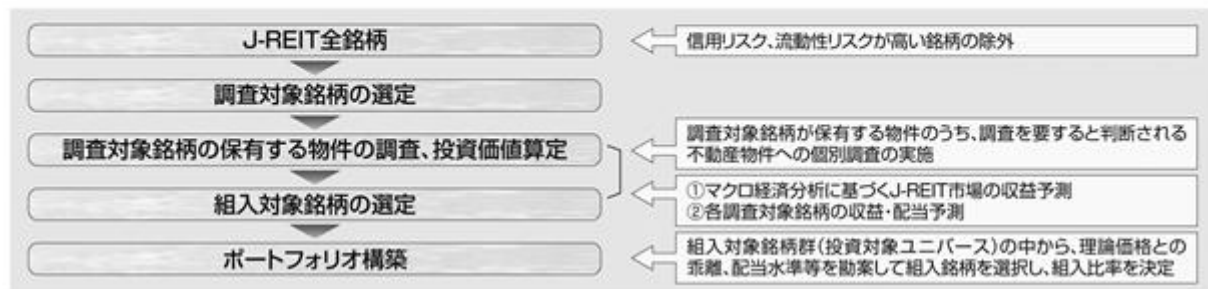 J-REIT全銘柄
信用リスク、流動性リスクが高い銘柄の除外
調査対象銘柄の選定
調査対象銘柄の保有する物件の調査、投資価値算定
調査対象銘柄が保有する物件のうち、調査を要すると判断される
不動産物件への個別調査の実施
組入対象銘柄の選定
①マクロ経済分析に基づくJ-REIT市場の収益予測
②各調査対象銘柄の収益・配当予測
ポートフォリオ構築
組入対象銘柄群(投資対象ユニバース)の中から、理論価格との
乖離、配当水準等を勘案して組入銘柄を選択し、組入比率を決定